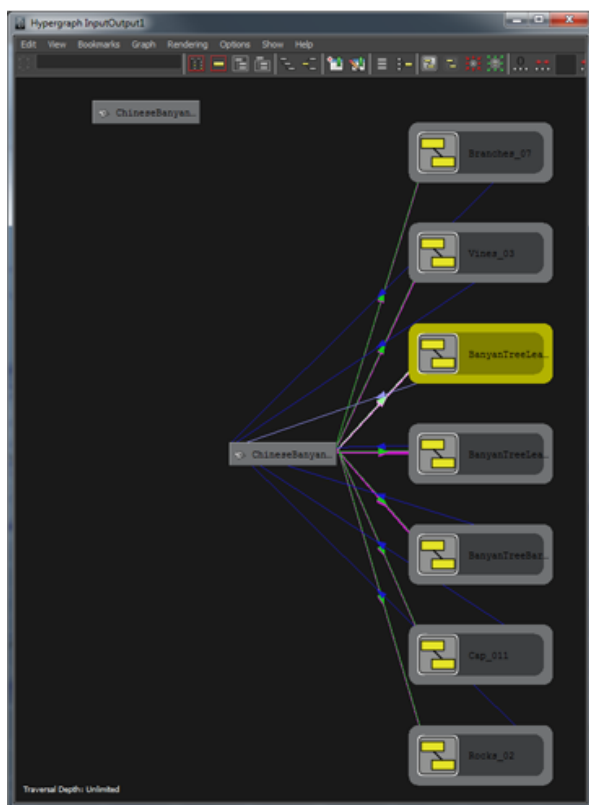 Hypergraph InputOutput1
Edit View Bookmarks Graph Rendering Options Show Help
ChineseBanyan...
Branches_07
Vines_03
BanyanTreeLea...
ChineseBanyan...
BanyanTreeLea...
BanyanTreeBar...
Cap_011
Rocks_02
Traversal Depth: Unlimited